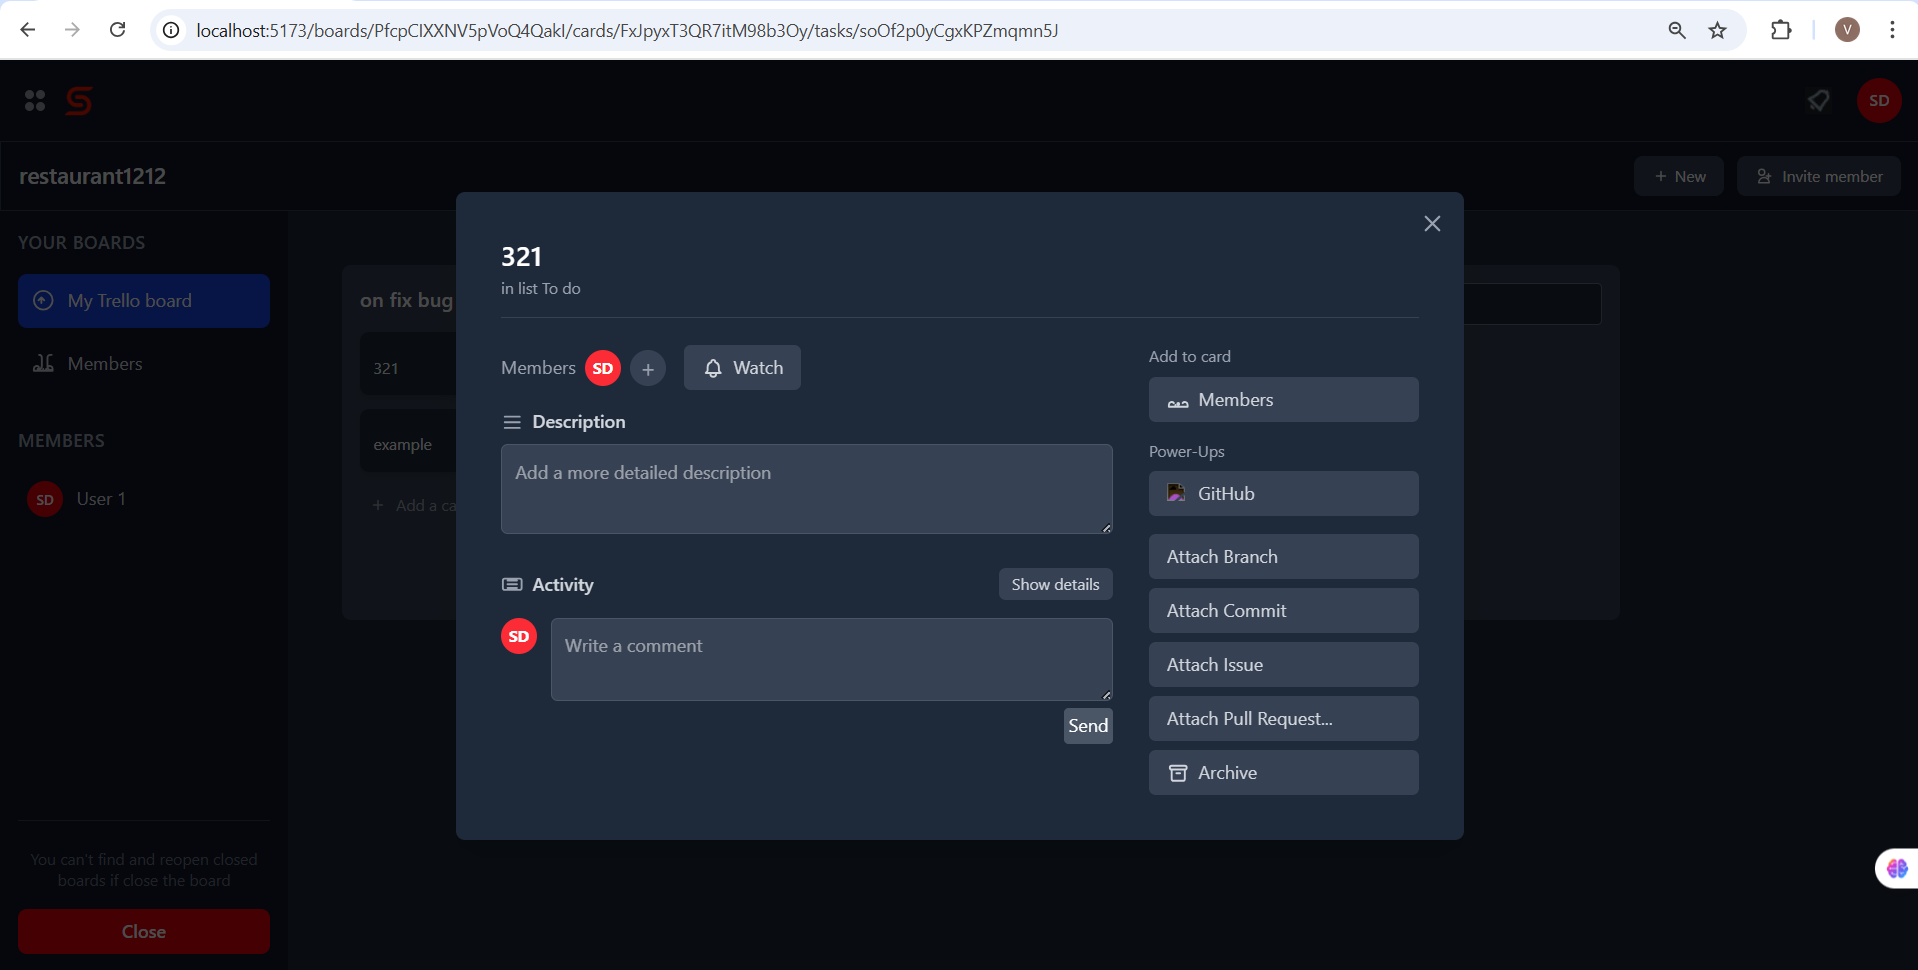 localhost:5173/boards/PfcpCIXXNV5pVoQ4QakI/cards/FxJpyxT3QR7itM98b3Oy/tasks/soOf2p0yCgxKPZmqmn5J
V
SD
restaurant1212
+ New
Invite member
YOUR BOARDS
My Trello board
Members
MEMBERS
SD
User 1
You can't find and reopen closed
boards if close the board
Close
on fix bug
321
example
+ Add a ca
321
in list To do
Members
SD
+
Watch
Description
Add a more detailed description
Activity
Show details
SD
Write a comment
Send
Add to card
Members
Power-Ups
GitHub
Attach Branch
Attach Commit
Attach Issue
Attach Pull Request...
Archive